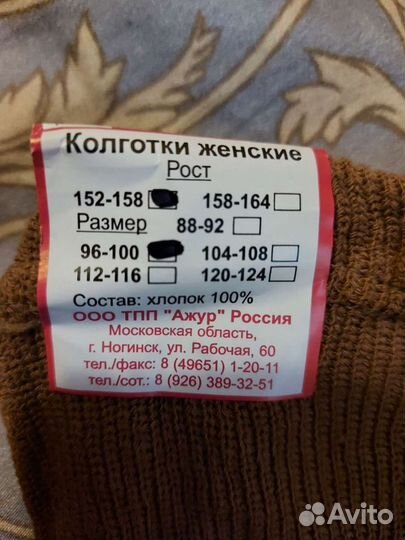 Колготки женские
Рост
152-158 158-164
Размер 88-92
96-100 104-108
112-116 120-124
Состав: хлопок 100%
ООО ТПП "Ажур" Россия
Московская область,
г. Ногинск, ул. Рабочая, 60
тел./факс: 8 (49651) 1-20-11
тел./сот.: 8 (926) 389-32-51
Avito